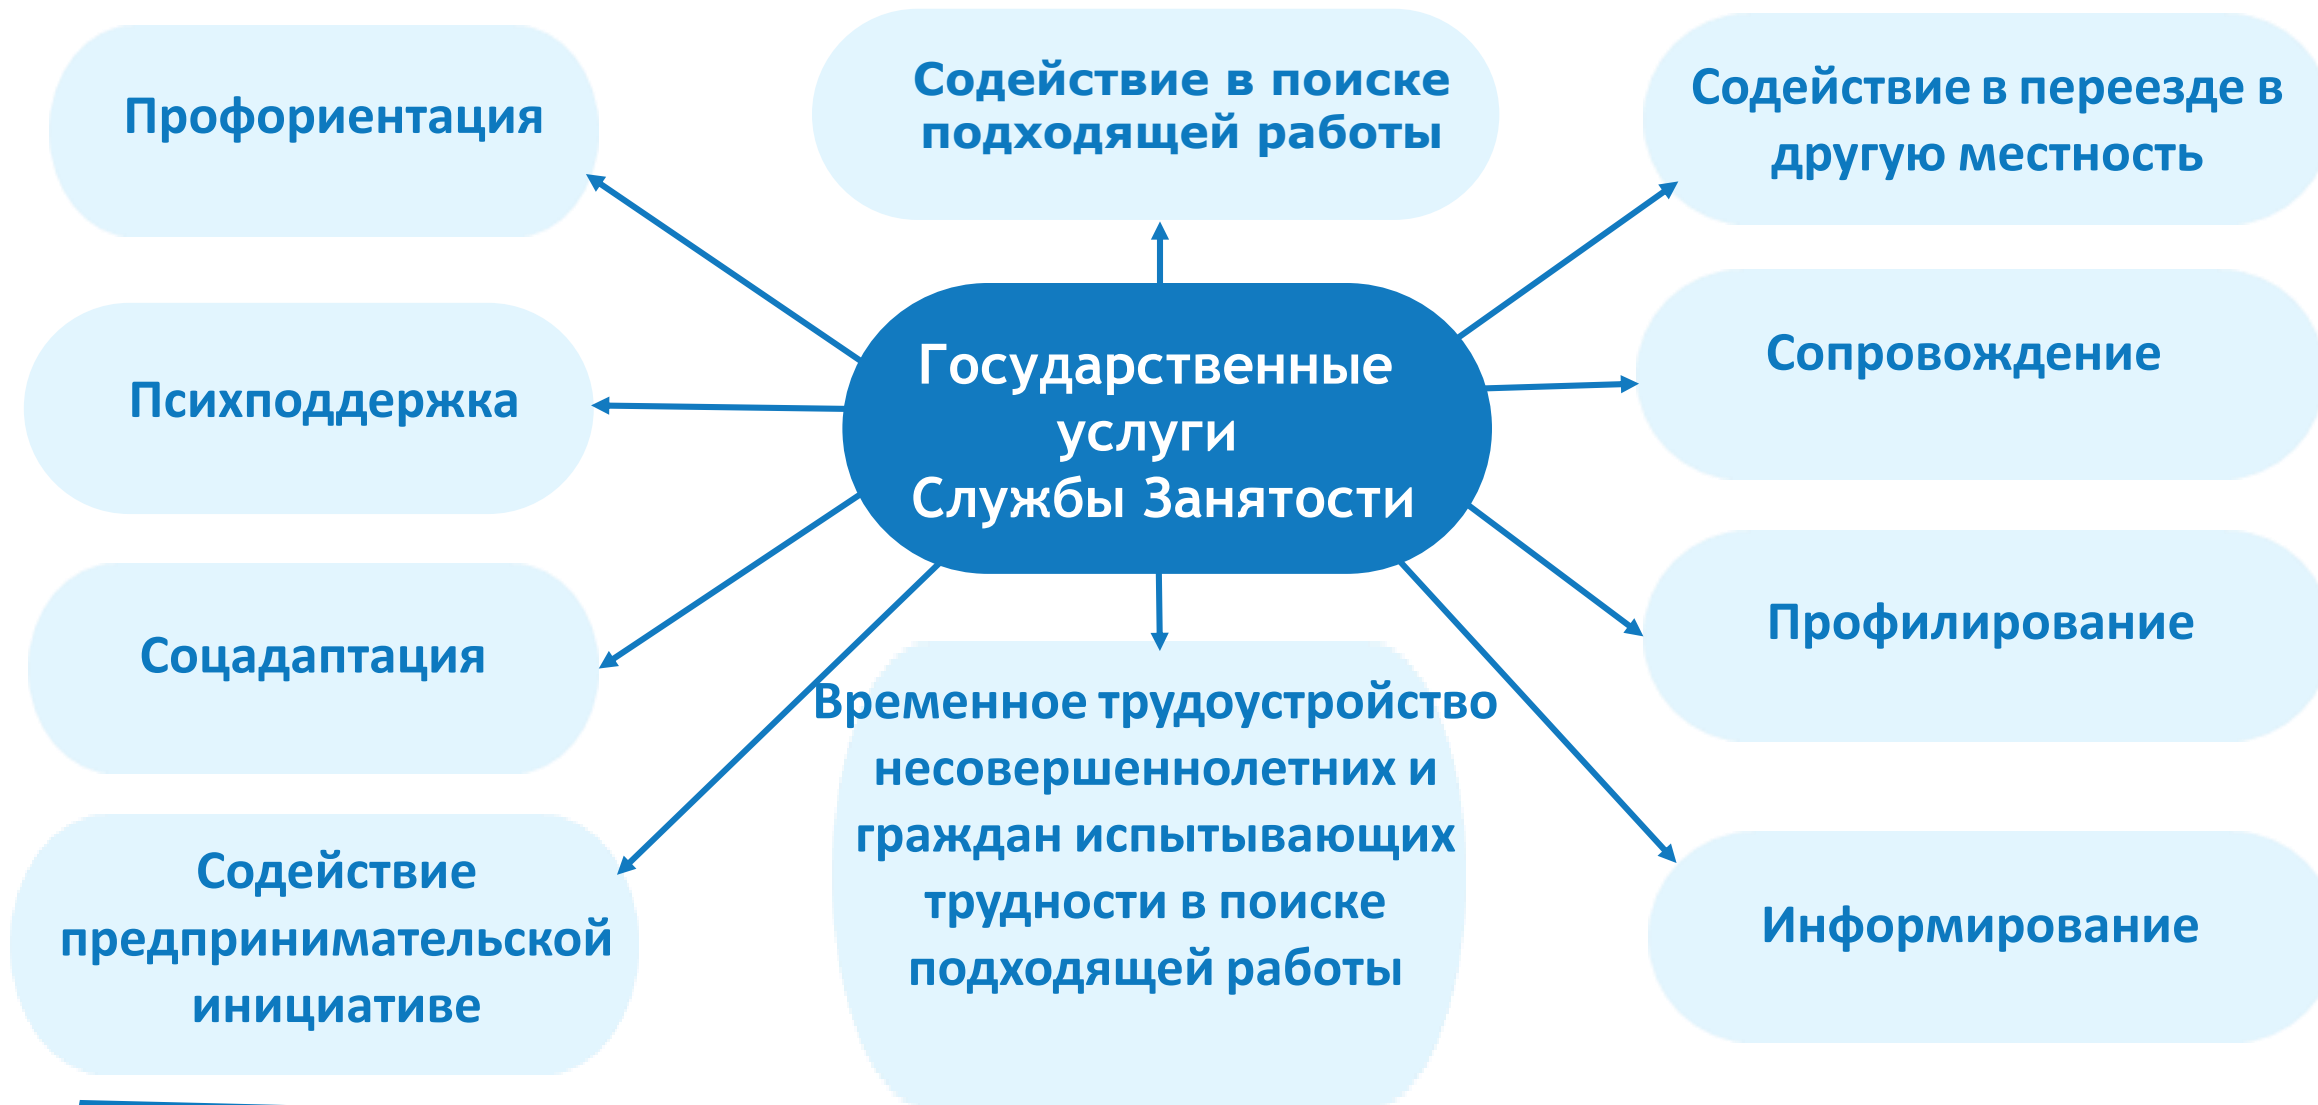 Профориентация
Содействие в поиске
подходящей работы
Содействие в переезде в
другую местность
Психподдержка
Государственные
услуги
Службы Занятости
Сопровождение
Соцадаптация
Профилирование
Содействие
предпринимательской
инициативе
Временное трудоустройство
несовершеннолетних и
граждан испытывающих
трудности в поиске
подходящей работы
Информирование